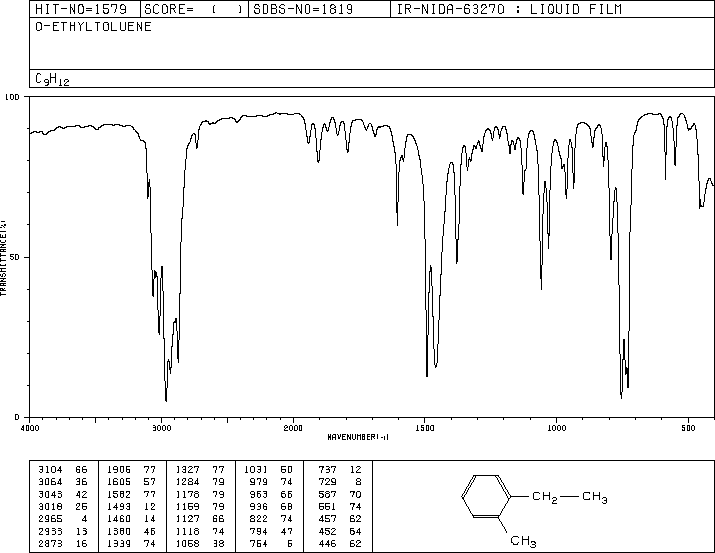 HIT-NO=1579 SCORE= ( ) SDBS-NO=1819 IR-NIDA-63270 : LIQUID FILM
O-ETHYLTOLUENE
C9H12
100
50
0
TRANSMITTANCE(%)
4000 3000 2000 1500 1000 500
WAVENUMBER(-1)
3104 66 1906 77 1327 77 1031 50 737 12
3064 36 1605 57 1284 79 979 74 729 8
3043 42 1582 77 1178 79 963 66 587 70
3018 25 1493 12 1159 79 936 68 551 74
2965 4 1460 14 1127 66 822 74 457 62
2933 13 1380 46 1118 74 794 47 452 64
2873 16 1339 74 1058 38 754 5 446 62
CH2 CH3
CH3